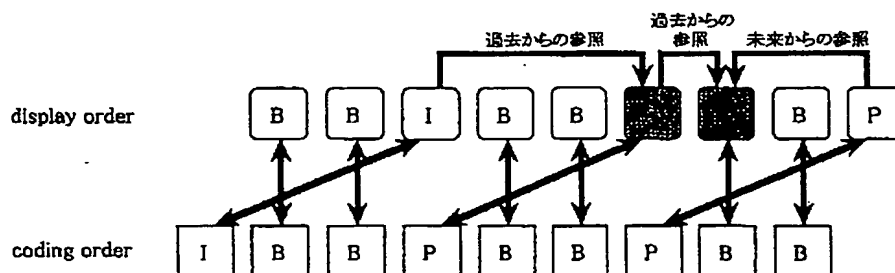 過去からの参照
過去からの
参照
未来からの参照
display order
B B I B B B P
coding order
I B B P B B P B B